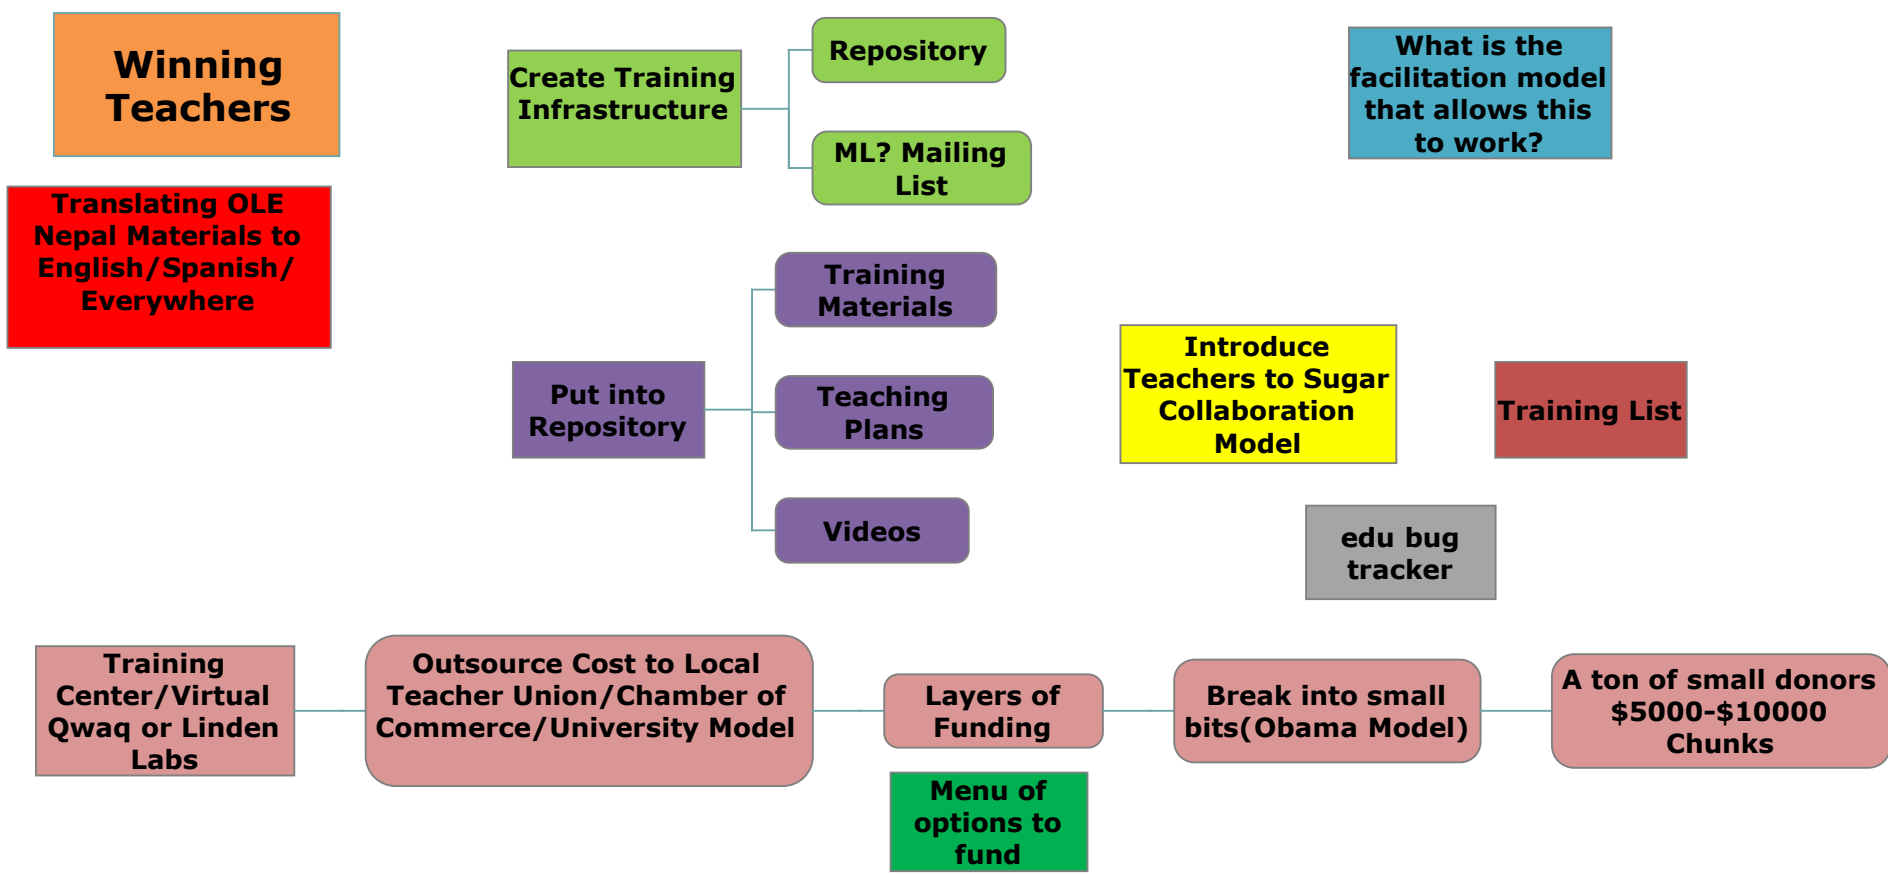 Winning
Teachers
Translating OLE
Nepal Materials to
English/Spanish/
Everywhere
Create Training
Infrastructure
Repository
ML? Mailing
List
What is the
facilitation model
that allows this
to work?
Put into
Repository
Training
Materials
Teaching
Plans
Videos
Introduce
Teachers to Sugar
Collaboration
Model
Training List
edu bug
tracker
Training
Center/Virtual
Qwaq or Linden
Labs
Outsource Cost to Local
Teacher Union/Chamber of
Commerce/University Model
Layers of
Funding
Break into small
bits(Obama Model)
A ton of small donors
$5000-$10000
Chunks
Menu of
options to
fund